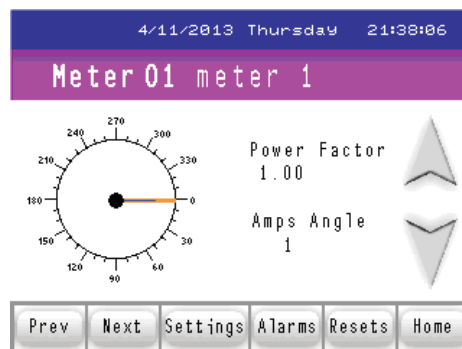 4/11/2013 Thursday 21:38:06
Meter 01 meter 1
270
240 300
210 330
180 0
150 30
120 60
90
Power Factor
1.00
Amps Angle
1
Prev Next Settings Alarms Resets Home